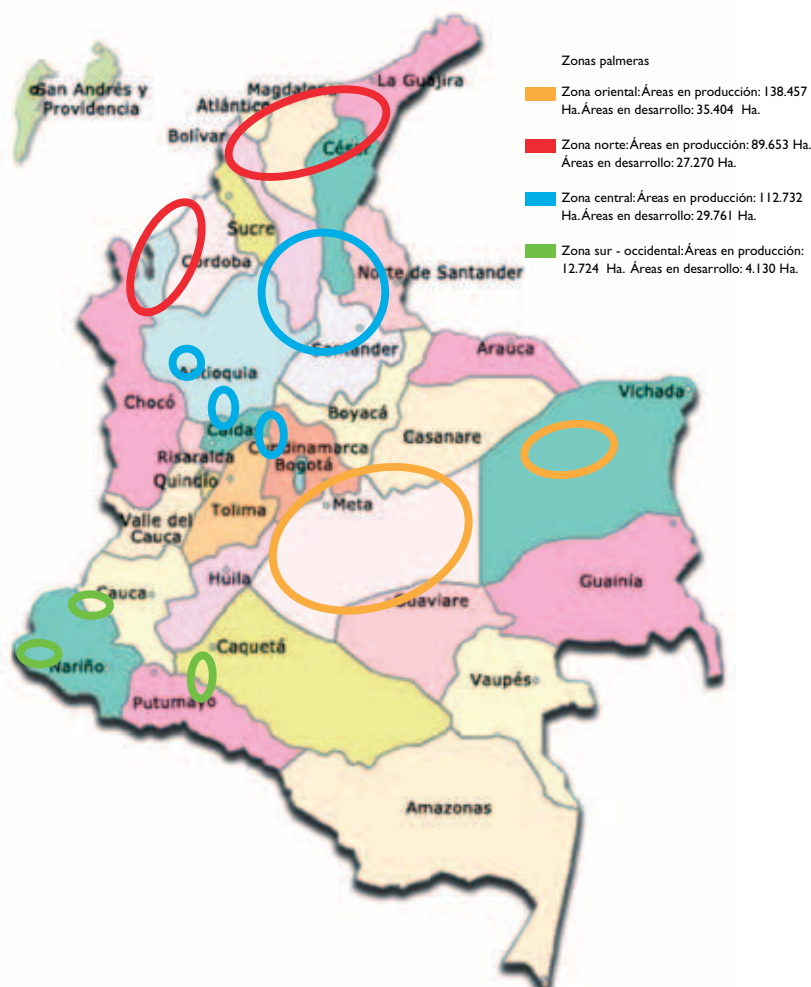 San Andrés y
Providencia
Magdalena
La Guajira
Atlántico
Bolívar
César
Sucre
Córdoba
Norte de Santander
Santander
Antioquia
Arauca
Chocó
Boyacá
Vichada
Caldas
Casanare
Cundinamarca
Risaralda
Bogotá
Quindío
Tolima
Meta
Valle del
Cauca
Huila
Guainía
Cauca
Guaviare
Caquetá
Nariño
Vaupés
Putumayo
Amazonas
Zonas palmeras
Zona oriental:Áreas en producción: 138.457
Ha.Áreas en desarrollo: 35.404 Ha.
Zona norte:Áreas en producción: 89.653 Ha.
Áreas en desarrollo: 27.270 Ha.
Zona central:Áreas en producción: 112.732
Ha.Áreas en desarrollo: 29.761 Ha.
Zona sur - occidental:Áreas en producción:
12.724 Ha. Áreas en desarrollo: 4.130 Ha.